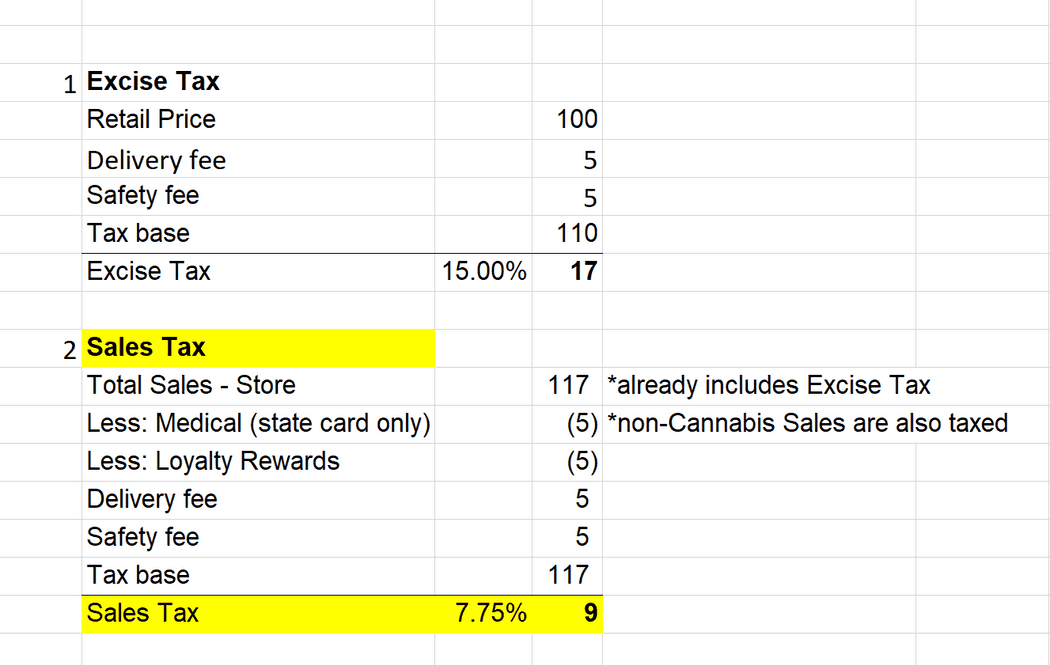 1 Excise Tax
Retail Price 100
Delivery fee 5
Safety fee 5
Tax base 110
Excise Tax 15.00% 17
2 Sales Tax
Total Sales - Store 117 *already includes Excise Tax
Less: Medical (state card only) (5) *non-Cannabis Sales are also taxed
Less: Loyalty Rewards (5)
Delivery fee 5
Safety fee 5
Tax base 117
Sales Tax 7.75% 9